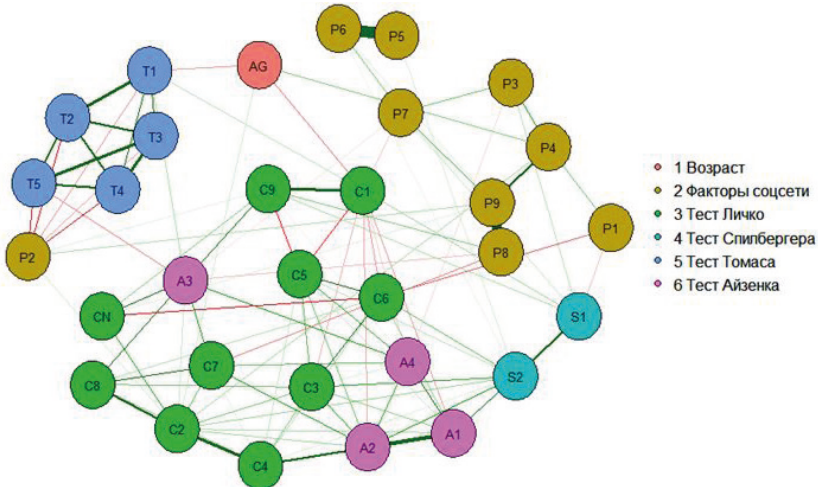 P6
P5
T1
AG
P3
T2
P7
T3
P4
T5
T4
C9
C1
P9
P1
P2
P8
A3
C5
C6
CN
S1
C7
A4
C8
C3
S2
C2
A2
A1
C4
1 Возраст
2 Факторы соцсети
3 Тест Личко
4 Тест Спилбергера
5 Тест Томаса
6 Тест Айзенка